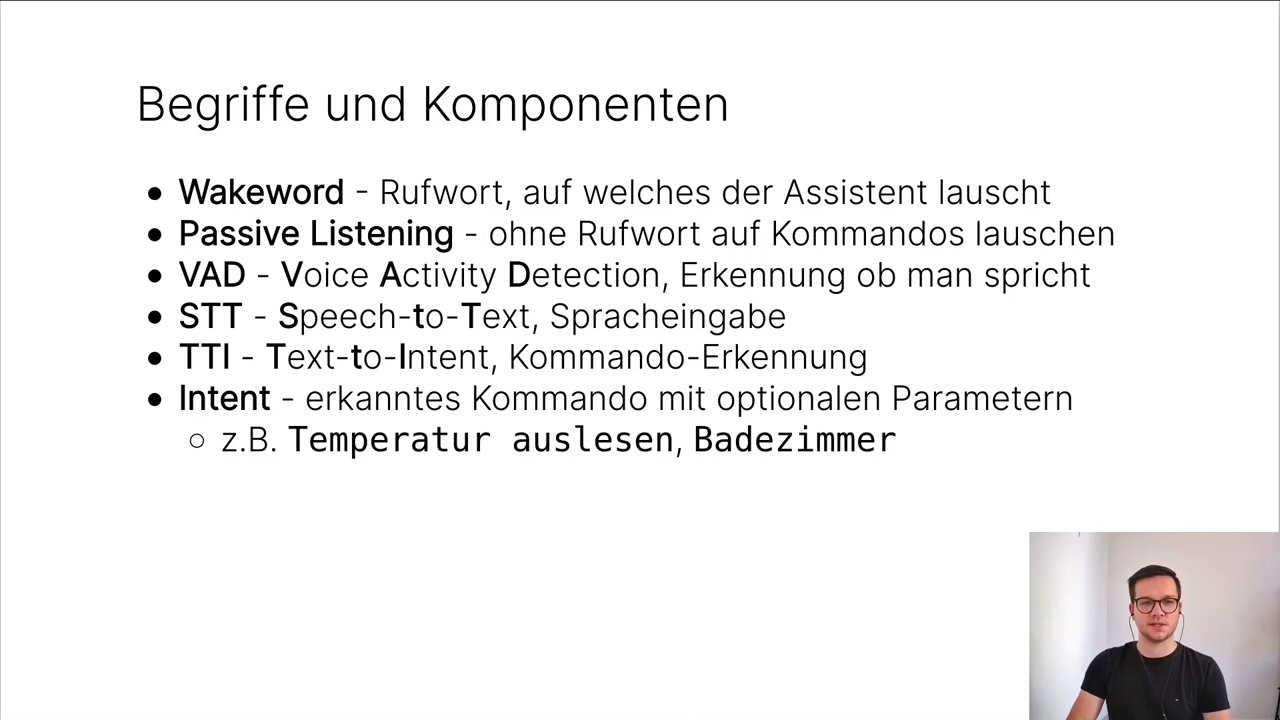 Begriffe und Komponenten
• Wakeword - Rufwort, auf welches der Assistent lauscht
• Passive Listening - ohne Rufwort auf Kommandos lauschen
• VAD - Voice Activity Detection, Erkennung ob man spricht
• STT - Speech-to-Text, Spracheingabe
• TTI - Text-to-Intent, Kommando-Erkennung
• Intent - erkanntes Kommando mit optionalen Parametern
○ z.B. Temperatur auslesen, Badezimmer